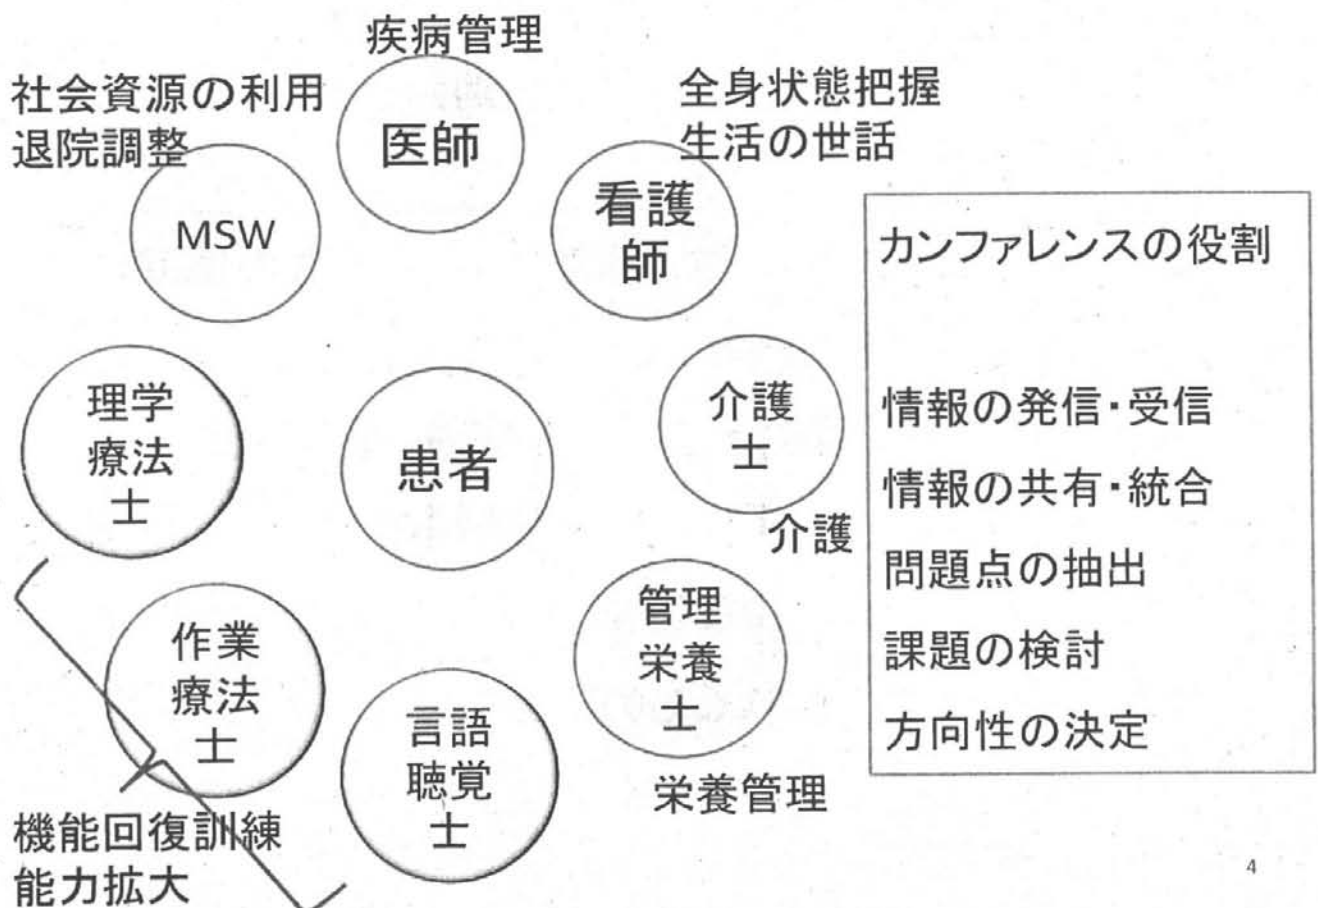 疾病管理
社会資源の利用
退院調整
全身状態把握
生活の世話
医師
MSW
看護
師
理学
療法
士
患者
介護
士
介護
作業
療法
士
言語
聴覚
士
管理
栄養
士
栄養管理
機能回復訓練
能力拡大
カンファレンスの役割
情報の発信・受信
情報の共有・統合
問題点の抽出
課題の検討
方向性の決定
4